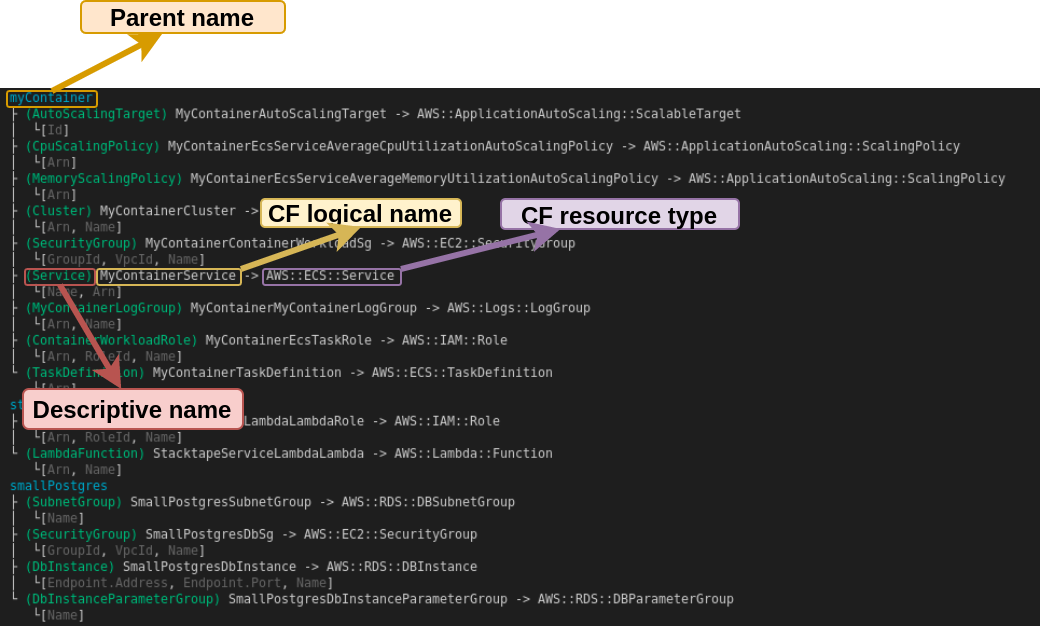 Parent name
myContainer
├ (AutoScalingTarget) MyContainerAutoScalingTarget -> AWS::ApplicationAutoScaling::ScalableTarget
│ └[Id]
├ (CpuScalingPolicy) MyContainerEcsServiceAverageCpuUtilizationAutoScalingPolicy -> AWS::ApplicationAutoScaling::ScalingPolicy
│ └[Arn]
├ (MemoryScalingPolicy) MyContainerEcsServiceAverageMemoryUtilizationAutoScalingPolicy -> AWS::ApplicationAutoScaling::ScalingPolicy
│ └[Arn]
├ (Cluster) MyContainerCluster ->
CF logical name
CF resource type
│ └[Arn, Name]
├ (SecurityGroup) MyContainerContainerWorkloadSg -> AWS::EC2::SecurityGroup
│ └[GroupId, VpcId, Name]
├ (Service) MyContainerService -> AWS::ECS::Service
│ └[Name, Arn]
├ (MyContainerLogGroup) MyContainerMyContainerLogGroup -> AWS::Logs::LogGroup
│ └[Arn, Name]
├ (ContainerWorkloadRole) MyContainerEcsTaskRole -> AWS::IAM::Role
│ └[Arn, RoleId, Name]
└ (TaskDefinition) MyContainerTaskDefinition -> AWS::ECS::TaskDefinition
└[Arn]
Descriptive name
LambdaLambdaRole -> AWS::IAM::Role
│ └[Arn, RoleId, Name]
└ (LambdaFunction) StacktapeServiceLambdaLambda -> AWS::Lambda::Function
└[Arn, Name]
smallPostgres
├ (SubnetGroup) SmallPostgresSubnetGroup -> AWS::RDS::DBSubnetGroup
│ └[Name]
├ (SecurityGroup) SmallPostgresDbSg -> AWS::EC2::SecurityGroup
│ └[GroupId, VpcId, Name]
├ (DbInstance) SmallPostgresDbInstance -> AWS::RDS::DBInstance
│ └[Endpoint.Address, Endpoint.Port, Name]
└ (DbInstanceParameterGroup) SmallPostgresDbInstanceParameterGroup -> AWS::RDS::DBParameterGroup
└[Name]